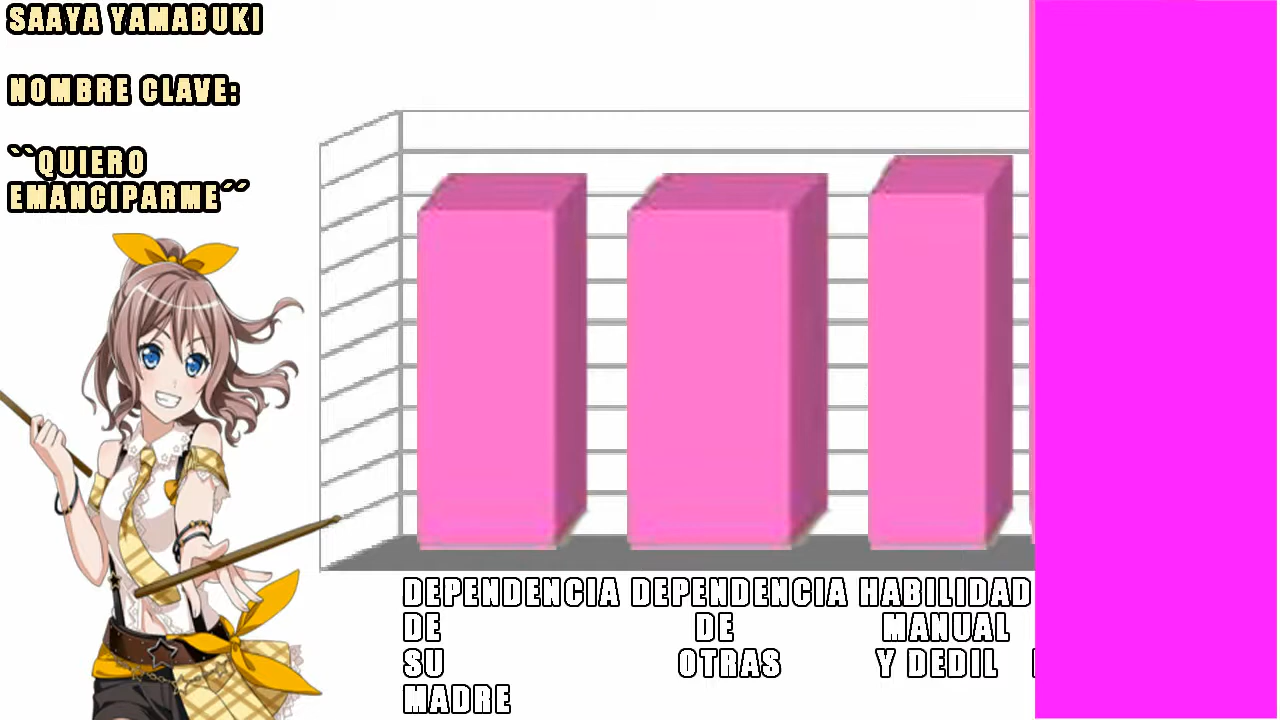 SAAYA YAMABUKI
NOMBRE CLAVE:
``QUIERO
EMANCIPARME´´
DEPENDENCIA
DE
SU
MADRE
DEPENDENCIA
DE
OTRAS
HABILIDAD
MANUAL
Y DEDIL